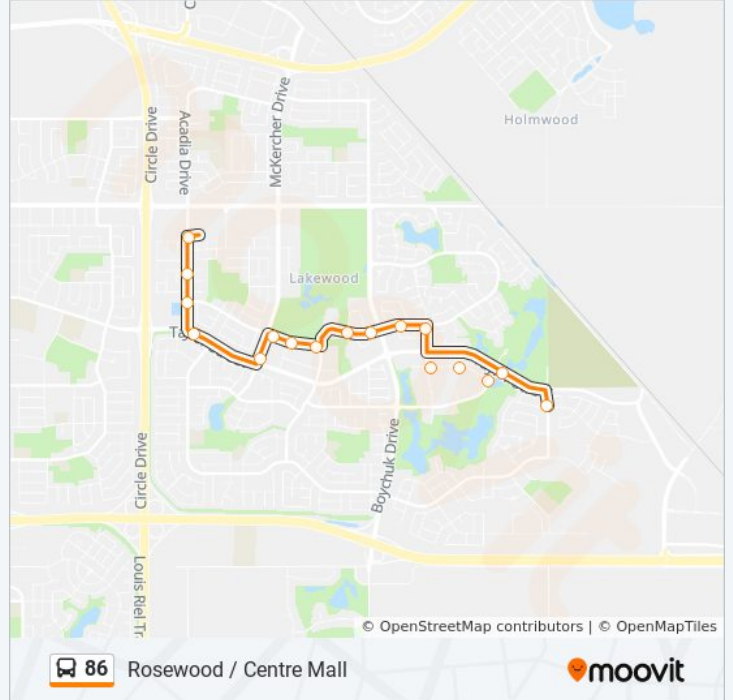 C
Holmwood
McKercher Drive
Circle Drive
Acadia Drive
Lakewood
Boychuk Drive
Circle Drive
Louis Riel Tr.
© OpenStreetMap contributors | © OpenMapTiles
86 Rosewood / Centre Mall
moovit